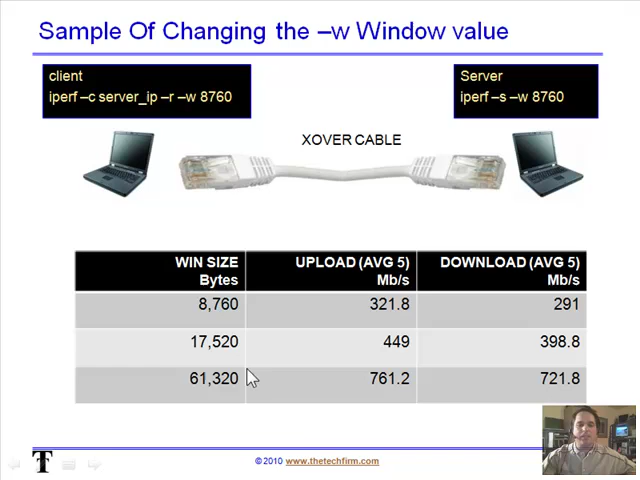 Sample Of Changing the –w Window value
client
iperf –c server_ip –r –w 8760
Server
iperf –s –w 8760
XOVER CABLE
WIN SIZE Bytes UPLOAD (AVG 5) Mb/s DOWNLOAD (AVG 5) Mb/s
8,760 321.8 291
17,520 449 398.8
61,320 761.2 721.8
T
© 2010 www.thetechfirm.com